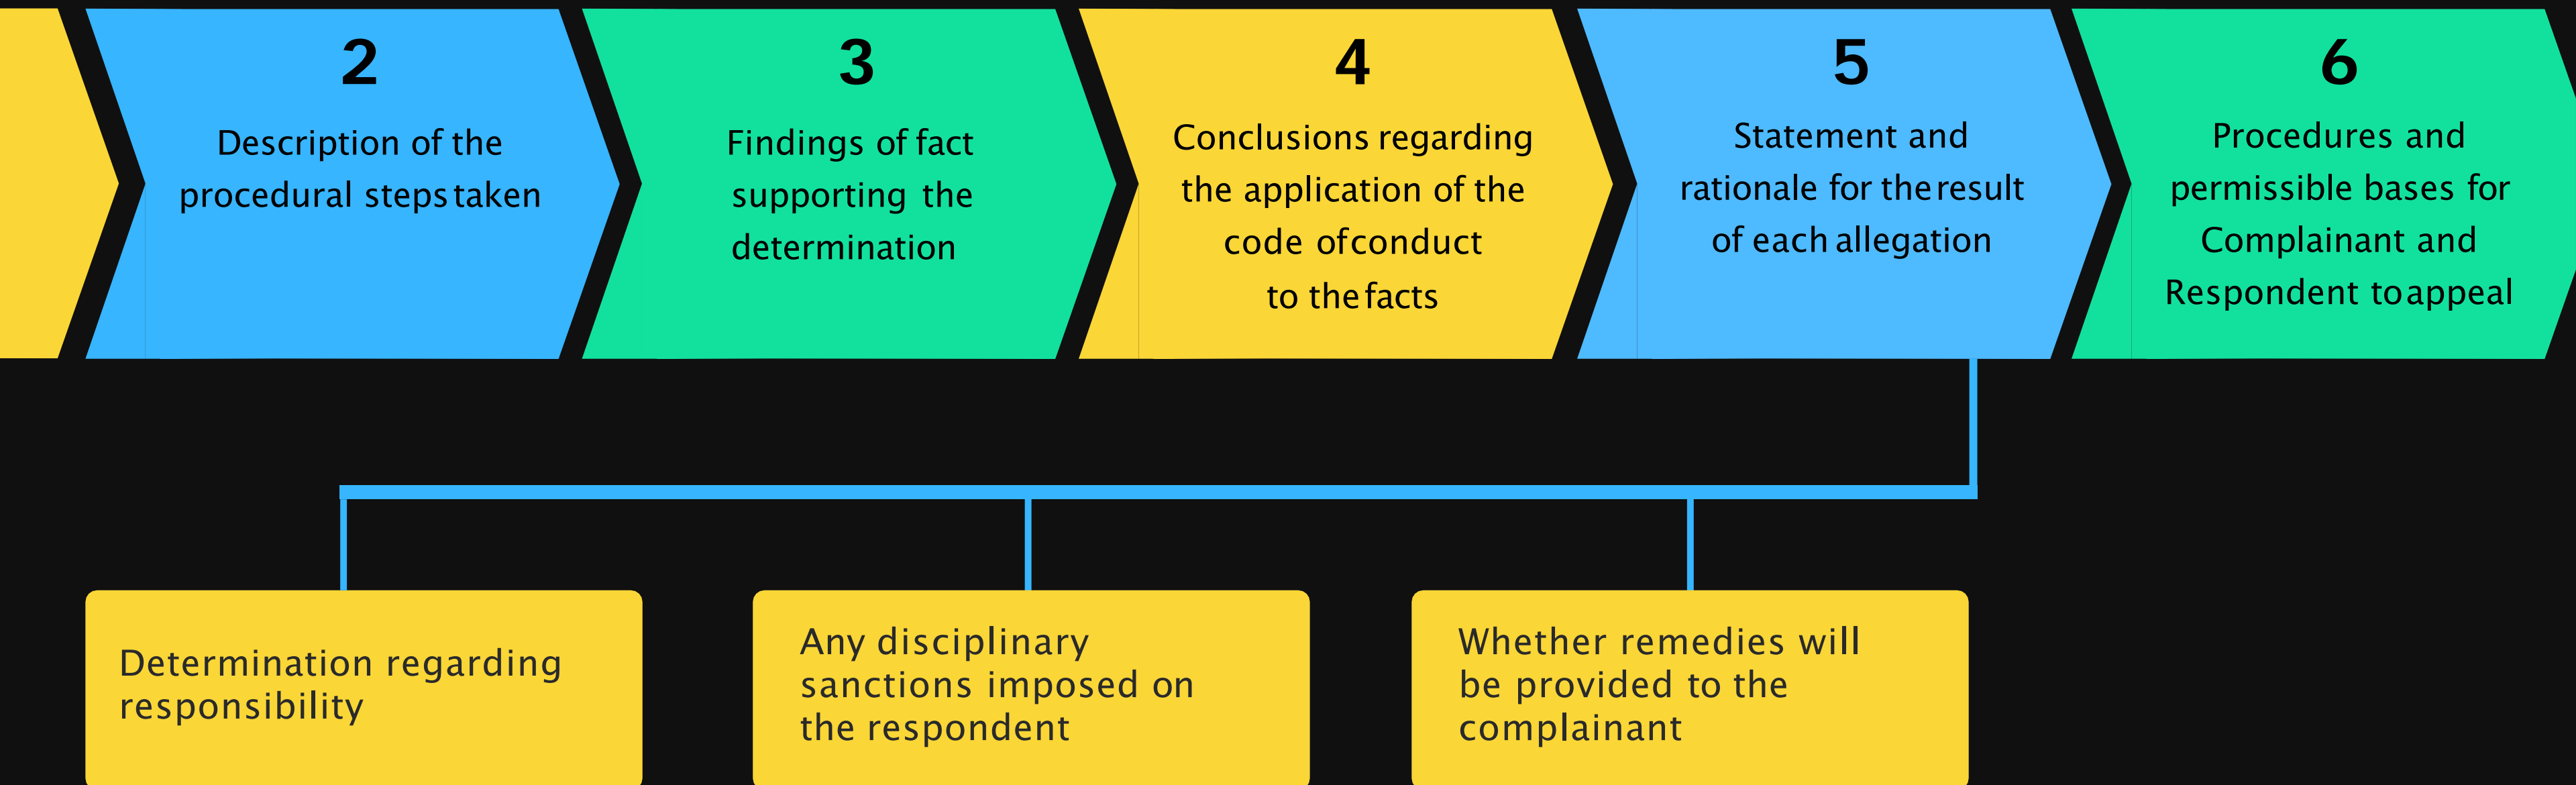 2
Description of the
procedural steps taken
3
Findings of fact
supporting the
determination
4
Conclusions regarding
the application of the
code ofconduct
to the facts
5
Statement and
rationale for the result
of each allegation
6
Procedures and
permissible bases for
Complainant and
Respondent to appeal
Determination regarding
responsibility
Any disciplinary
sanctions imposed on
the respondent
Whether remedies will
be provided to the
complainant